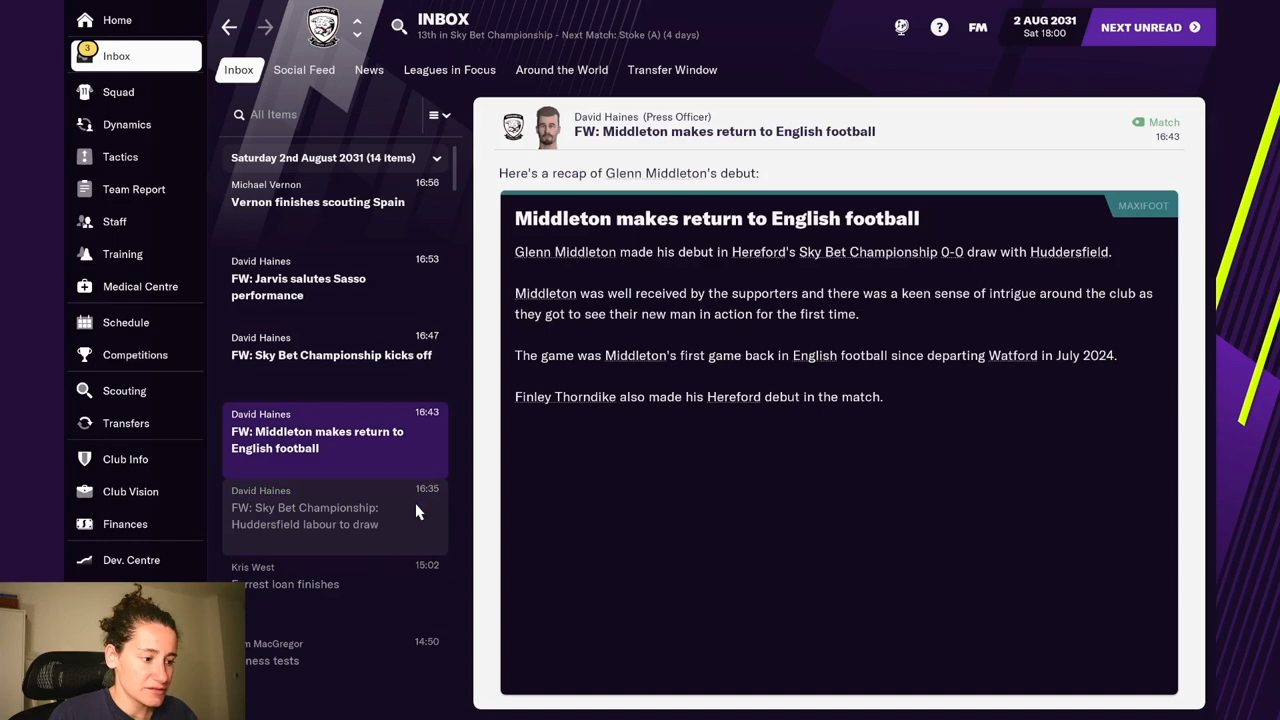 Home
Inbox
3
Squad
Dynamics
Tactics
Team Report
Staff
Training
Medical Centre
Schedule
Competitions
Scouting
Transfers
Club Info
Club Vision
Finances
Dev. Centre
INBOX
13th in Sky Bet Championship - Next Match: Stoke (A) (4 days)
FM
2 AUG 2031
Sat 18:00
NEXT UNREAD
Inbox
Social Feed
News
Leagues in Focus
Around the World
Transfer Window
All Items
Saturday 2nd August 2031 (14 Items)
Michael Vernon 16:56
Vernon finishes scouting Spain
David Haines 16:53
FW: Jarvis salutes Sasso
performance
David Haines 16:47
FW: Sky Bet Championship kicks off
David Haines 16:43
FW: Middleton makes return to
English football
David Haines 16:35
FW: Sky Bet Championship:
Huddersfield labour to draw
Kris West 15:02
loan finishes
MacGregor 14:50
tests
David Haines (Press Officer)
FW: Middleton makes return to English football
Match
16:43
Here's a recap of Glenn Middleton's debut:
MAXIFOOT
Middleton makes return to English football
Glenn Middleton made his debut in Hereford's Sky Bet Championship 0-0 draw with Huddersfield.
Middleton was well received by the supporters and there was a keen sense of intrigue around the club as
they got to see their new man in action for the first time.
The game was Middleton's first game back in English football since departing Watford in July 2024.
Finley Thorndike also made his Hereford debut in the match.